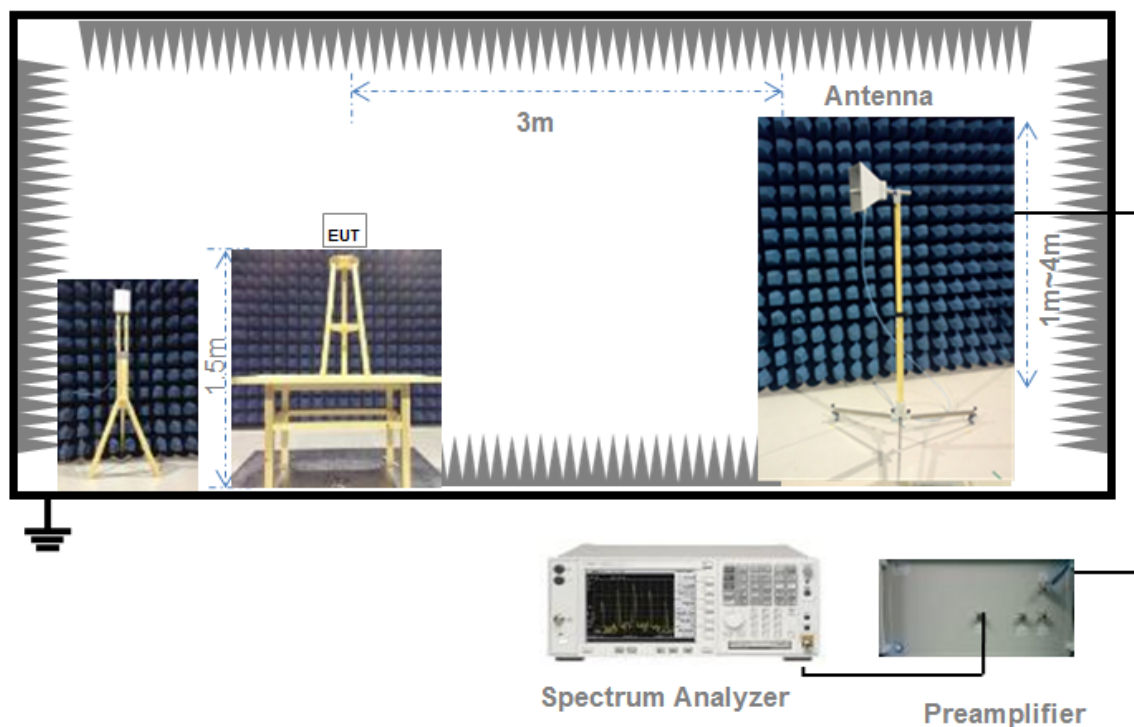 Antenna
3m
EUT
1.5m
1m~4m
Spectrum Analyzer
Preamplifier